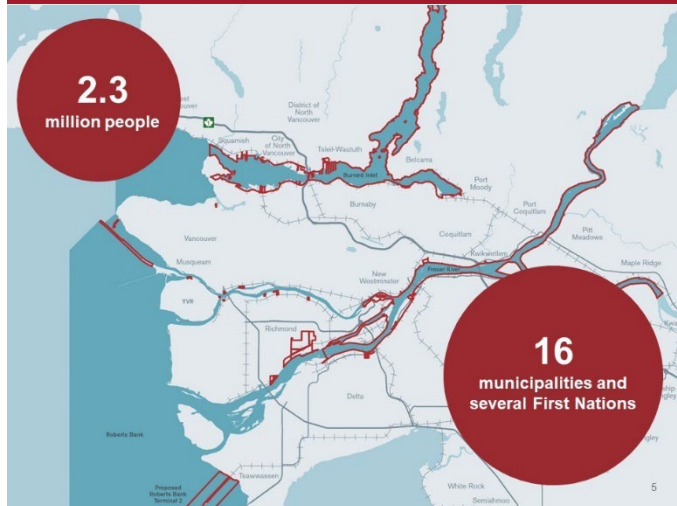 2.3
million people
District of
North
Vancouver
Squamish
City
of North
Vancouver
Tsleil-Waututh
Belcarra
Burrard Inlet
Port
Moody
Burnaby
Port
Coquitlam
Coquitlam
Pitt
Meadows
Vancouver
Kwikwetlem
Maple Ridge
Musqueam
New
Westminster
Fraser River
YVR
Richmond
16
municipalities and
several First Nations
Delta
Roberts Bank
Tsawwassen
Proposed
Roberts Bank
Terminal 2
White Rock
Semiahmoo
5